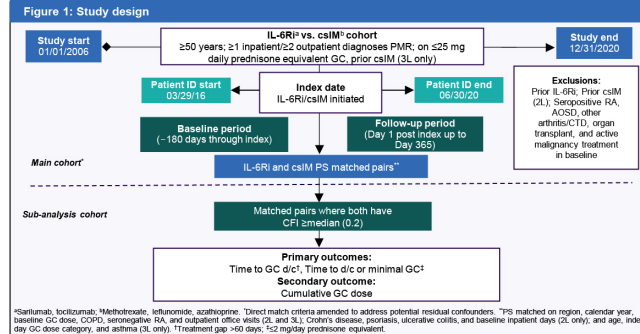 Figure 1: Study design
IL-6Riᵃ vs. csIMᵇ cohort
≥50 years; ≥1 inpatient/≥2 outpatient diagnoses PMR; on ≤25 mg
daily prednisone equivalent GC, prior csIM (3L only)
Study start
01/01/2006
Study end
12/31/2020
Patient ID start
03/29/16
Index date
IL-6Ri/csIM initiated
Patient ID end
06/30/20
Exclusions:
Prior IL-6Ri; Prior csIM
(2L); Seropositive RA,
AOSD, other
arthritis/CTD, organ
transplant, and active
malignancy treatment
in baseline
Baseline period
(−180 days through index)
Follow-up period
(Day 1 post index up to
Day 365)
Main cohort*
IL-6Ri and csIM PS matched pairs**
Sub-analysis cohort
Matched pairs where both have
CFI ≥median (0.2)
Primary outcomes:
Time to GC d/c†, Time to d/c or minimal GC‡
Secondary outcome:
Cumulative GC dose
ᵃSarilumab, tocilizumab; ᵇMethotrexate, leflunomide, azathioprine. *Direct match criteria amended to address potential residual confounders. **PS matched on region, calendar year,
baseline GC dose, COPD, seronegative RA, and outpatient office visits (2L and 3L); Crohn's disease, psoriasis, ulcerative colitis, and baseline inpatient days (2L only); and age, index
day GC dose category, and asthma (3L only). †Treatment gap >60 days; ‡≤2 mg/day prednisone equivalent.